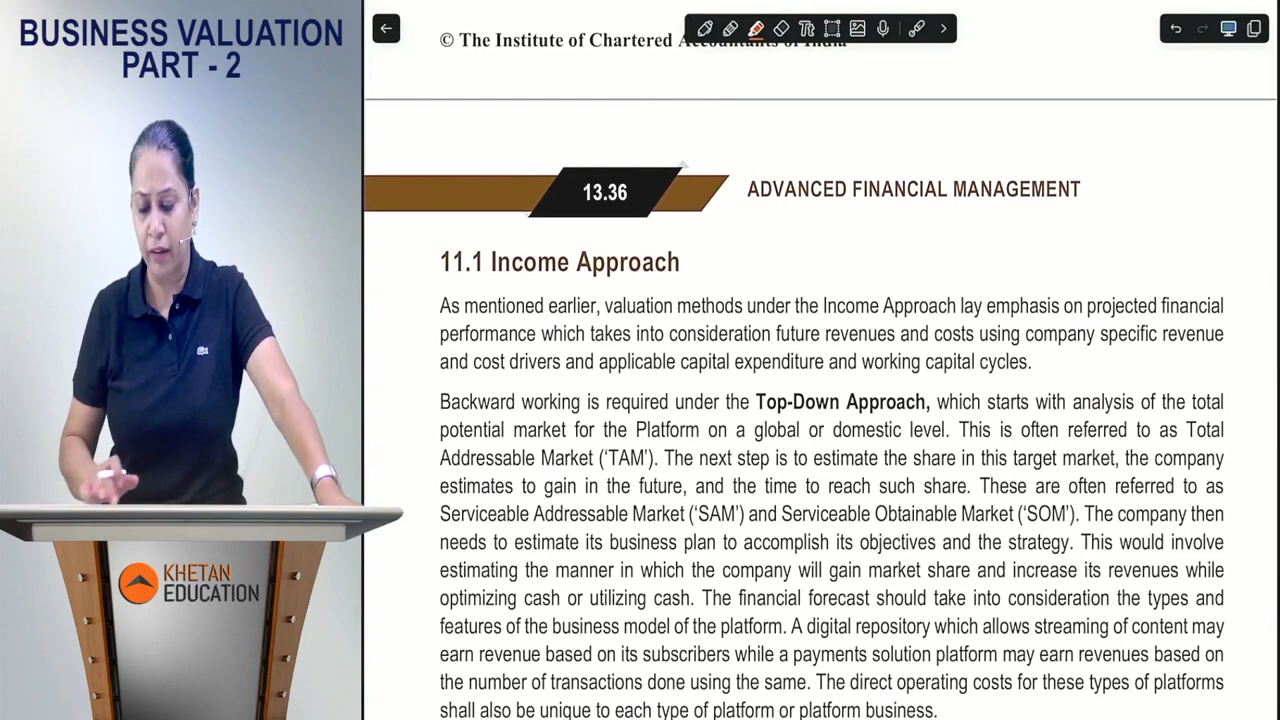 BUSINESS VALUATION
PART - 2
© The Institute of Chartered Accountants of India
13.36
ADVANCED FINANCIAL MANAGEMENT
11.1 Income Approach
As mentioned earlier, valuation methods under the Income Approach lay emphasis on projected financial
performance which takes into consideration future revenues and costs using company specific revenue
and cost drivers and applicable capital expenditure and working capital cycles.
Backward working is required under the Top-Down Approach, which starts with analysis of the total
potential market for the Platform on a global or domestic level. This is often referred to as Total
Addressable Market (‘TAM’). The next step is to estimate the share in this target market, the company
estimates to gain in the future, and the time to reach such share. These are often referred to as
Serviceable Addressable Market (‘SAM’) and Serviceable Obtainable Market (‘SOM’). The company then
needs to estimate its business plan to accomplish its objectives and the strategy. This would involve
estimating the manner in which the company will gain market share and increase its revenues while
optimizing cash or utilizing cash. The financial forecast should take into consideration the types and
features of the business model of the platform. A digital repository which allows streaming of content may
earn revenue based on its subscribers while a payments solution platform may earn revenues based on
the number of transactions done using the same. The direct operating costs for these types of platforms
shall also be unique to each type of platform or platform business.
KHETAN
EDUCATION